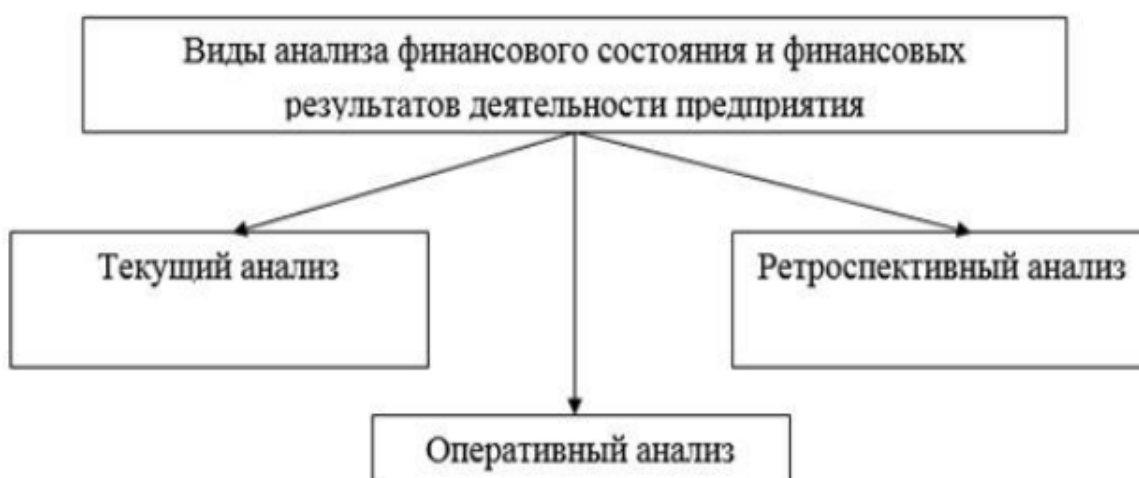 Виды анализа финансового состояния и финансовых
результатов деятельности предприятия
Текущий анализ
Ретроспективный анализ
Оперативный анализ